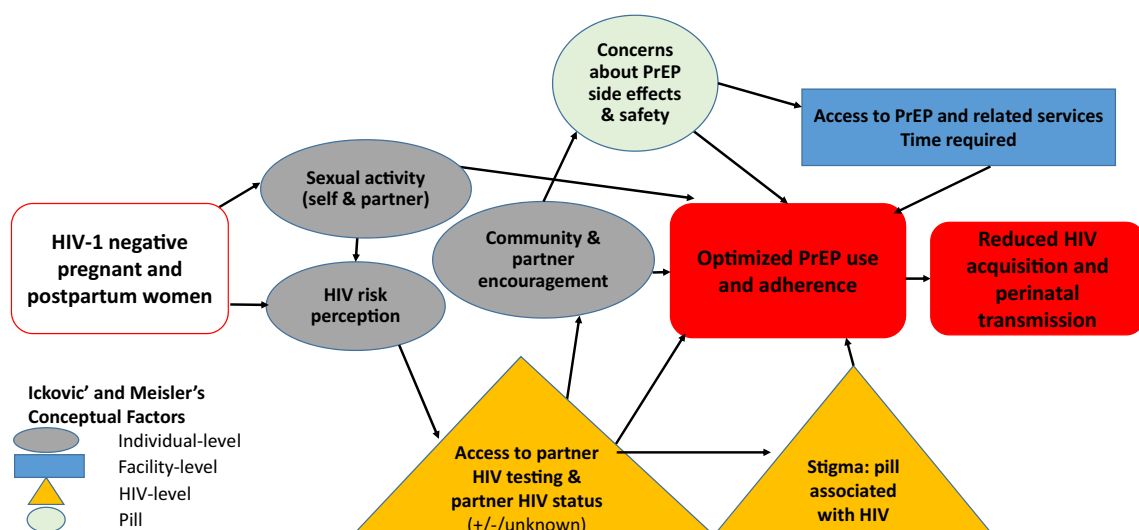 Concerns
about PrEP
side effects
& safety
Access to PrEP and related services
Time required
Sexual activity
(self & partner)
HIV-1 negative
pregnant and
postpartum women
Community &
partner
encouragement
Optimized PrEP use
and adherence
Reduced HIV
acquisition and
perinatal
transmission
HIV risk
perception
Ickovic’ and Meisler’s
Conceptual Factors
Individual-level
Facility-level
HIV-level
Pill
Access to partner
HIV testing &
partner HIV status
(+/-/unknown)
Stigma: pill
associated
with HIV